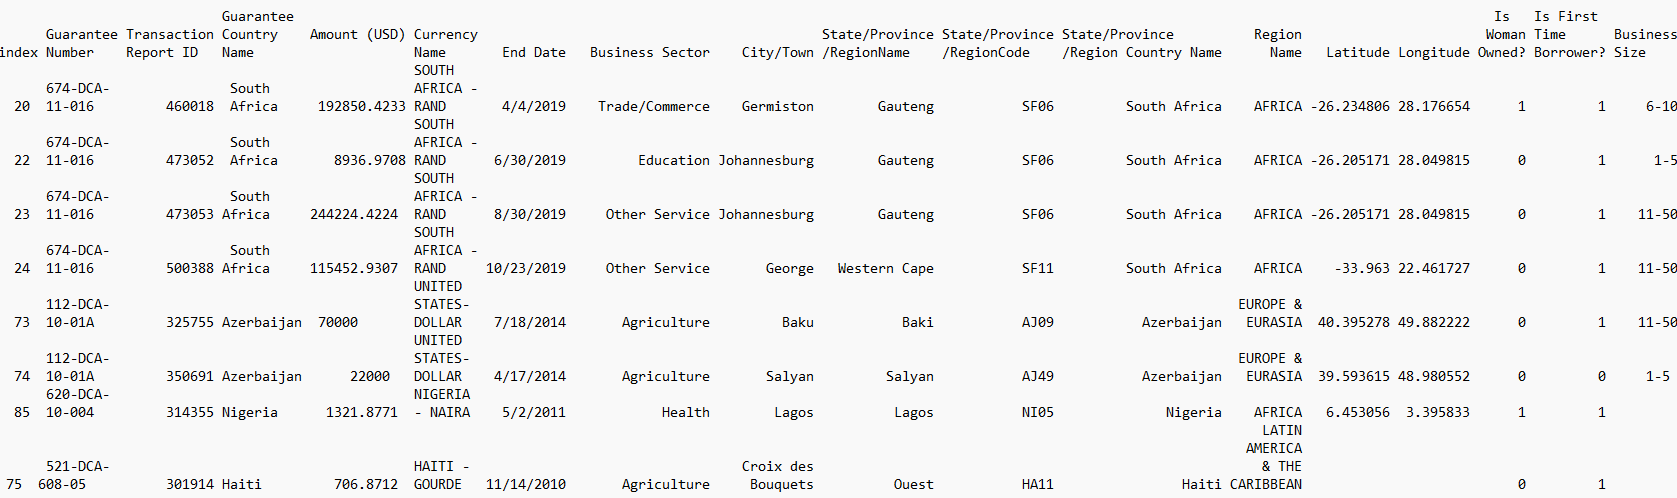 Guarantee Is Is First
Guarantee Transaction Country Amount (USD) Currency State/Province State/Province State/Province Region Woman Time Business
index Number Report ID Name Name End Date Business Sector City/Town /RegionName /RegionCode /Region Country Name Name Latitude Longitude Owned? Borrower? Size
SOUTH
674-DCA- South AFRICA -
20 11-016 460018 Africa 192850.4233 RAND 4/4/2019 Trade/Commerce Germiston Gauteng SF06 South Africa AFRICA -26.234806 28.176654 1 1 6-10
SOUTH
674-DCA- South AFRICA -
22 11-016 473052 Africa 8936.9708 RAND 6/30/2019 Education Johannesburg Gauteng SF06 South Africa AFRICA -26.205171 28.049815 0 1 1-5
SOUTH
674-DCA- South AFRICA -
23 11-016 473053 Africa 244224.4224 RAND 8/30/2019 Other Service Johannesburg Gauteng SF06 South Africa AFRICA -26.205171 28.049815 0 1 11-50
SOUTH
674-DCA- South AFRICA -
24 11-016 500388 Africa 115452.9307 RAND 10/23/2019 Other Service George Western Cape SF11 South Africa AFRICA -33.963 22.461727 0 1 11-50
UNITED
112-DCA- STATES- EUROPE &
73 10-01A 325755 Azerbaijan 70000 DOLLAR 7/18/2014 Agriculture Baku Baki AJ09 Azerbaijan EURASIA 40.395278 49.882222 0 1 11-50
UNITED
112-DCA- STATES- EUROPE &
74 10-01A 350691 Azerbaijan 22000 DOLLAR 4/17/2014 Agriculture Salyan Salyan AJ49 Azerbaijan EURASIA 39.593615 48.980552 0 0 1-5
620-DCA- NIGERIA
85 10-004 314355 Nigeria 1321.8771 - NAIRA 5/2/2011 Health Lagos Lagos NI05 Nigeria AFRICA 6.453056 3.395833 1 1
LATIN
AMERICA
521-DCA- HAITI - Croix des & THE
75 608-05 301914 Haiti 706.8712 GOURDE 11/14/2010 Agriculture Bouquets Ouest HA11 Haiti CARIBBEAN 0 1